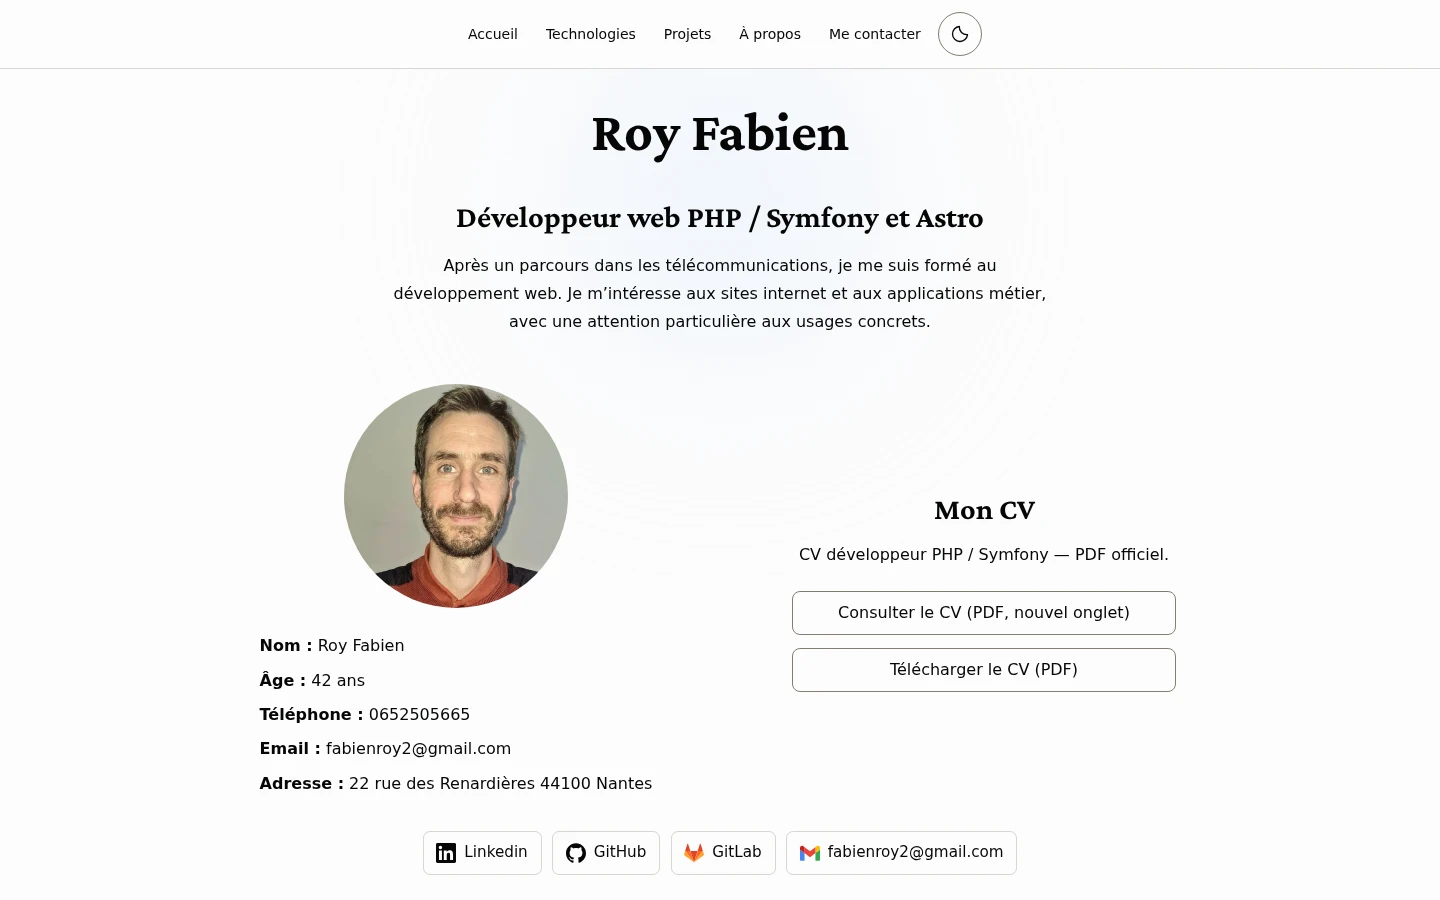 Accueil
Technologies
Projets
À propos
Me contacter
Roy Fabien
Développeur web PHP / Symfony et Astro
Après un parcours dans les télécommunications, je me suis formé au
développement web. Je m’intéresse aux sites internet et aux applications métier,
avec une attention particulière aux usages concrets.
Nom : Roy Fabien
Âge : 42 ans
Téléphone : 0652505665
Email : fabienroy2@gmail.com
Adresse : 22 rue des Renardières 44100 Nantes
Mon CV
CV développeur PHP / Symfony — PDF officiel.
Consulter le CV (PDF, nouvel onglet)
Télécharger le CV (PDF)
Linkedin
GitHub
GitLab
fabienroy2@gmail.com